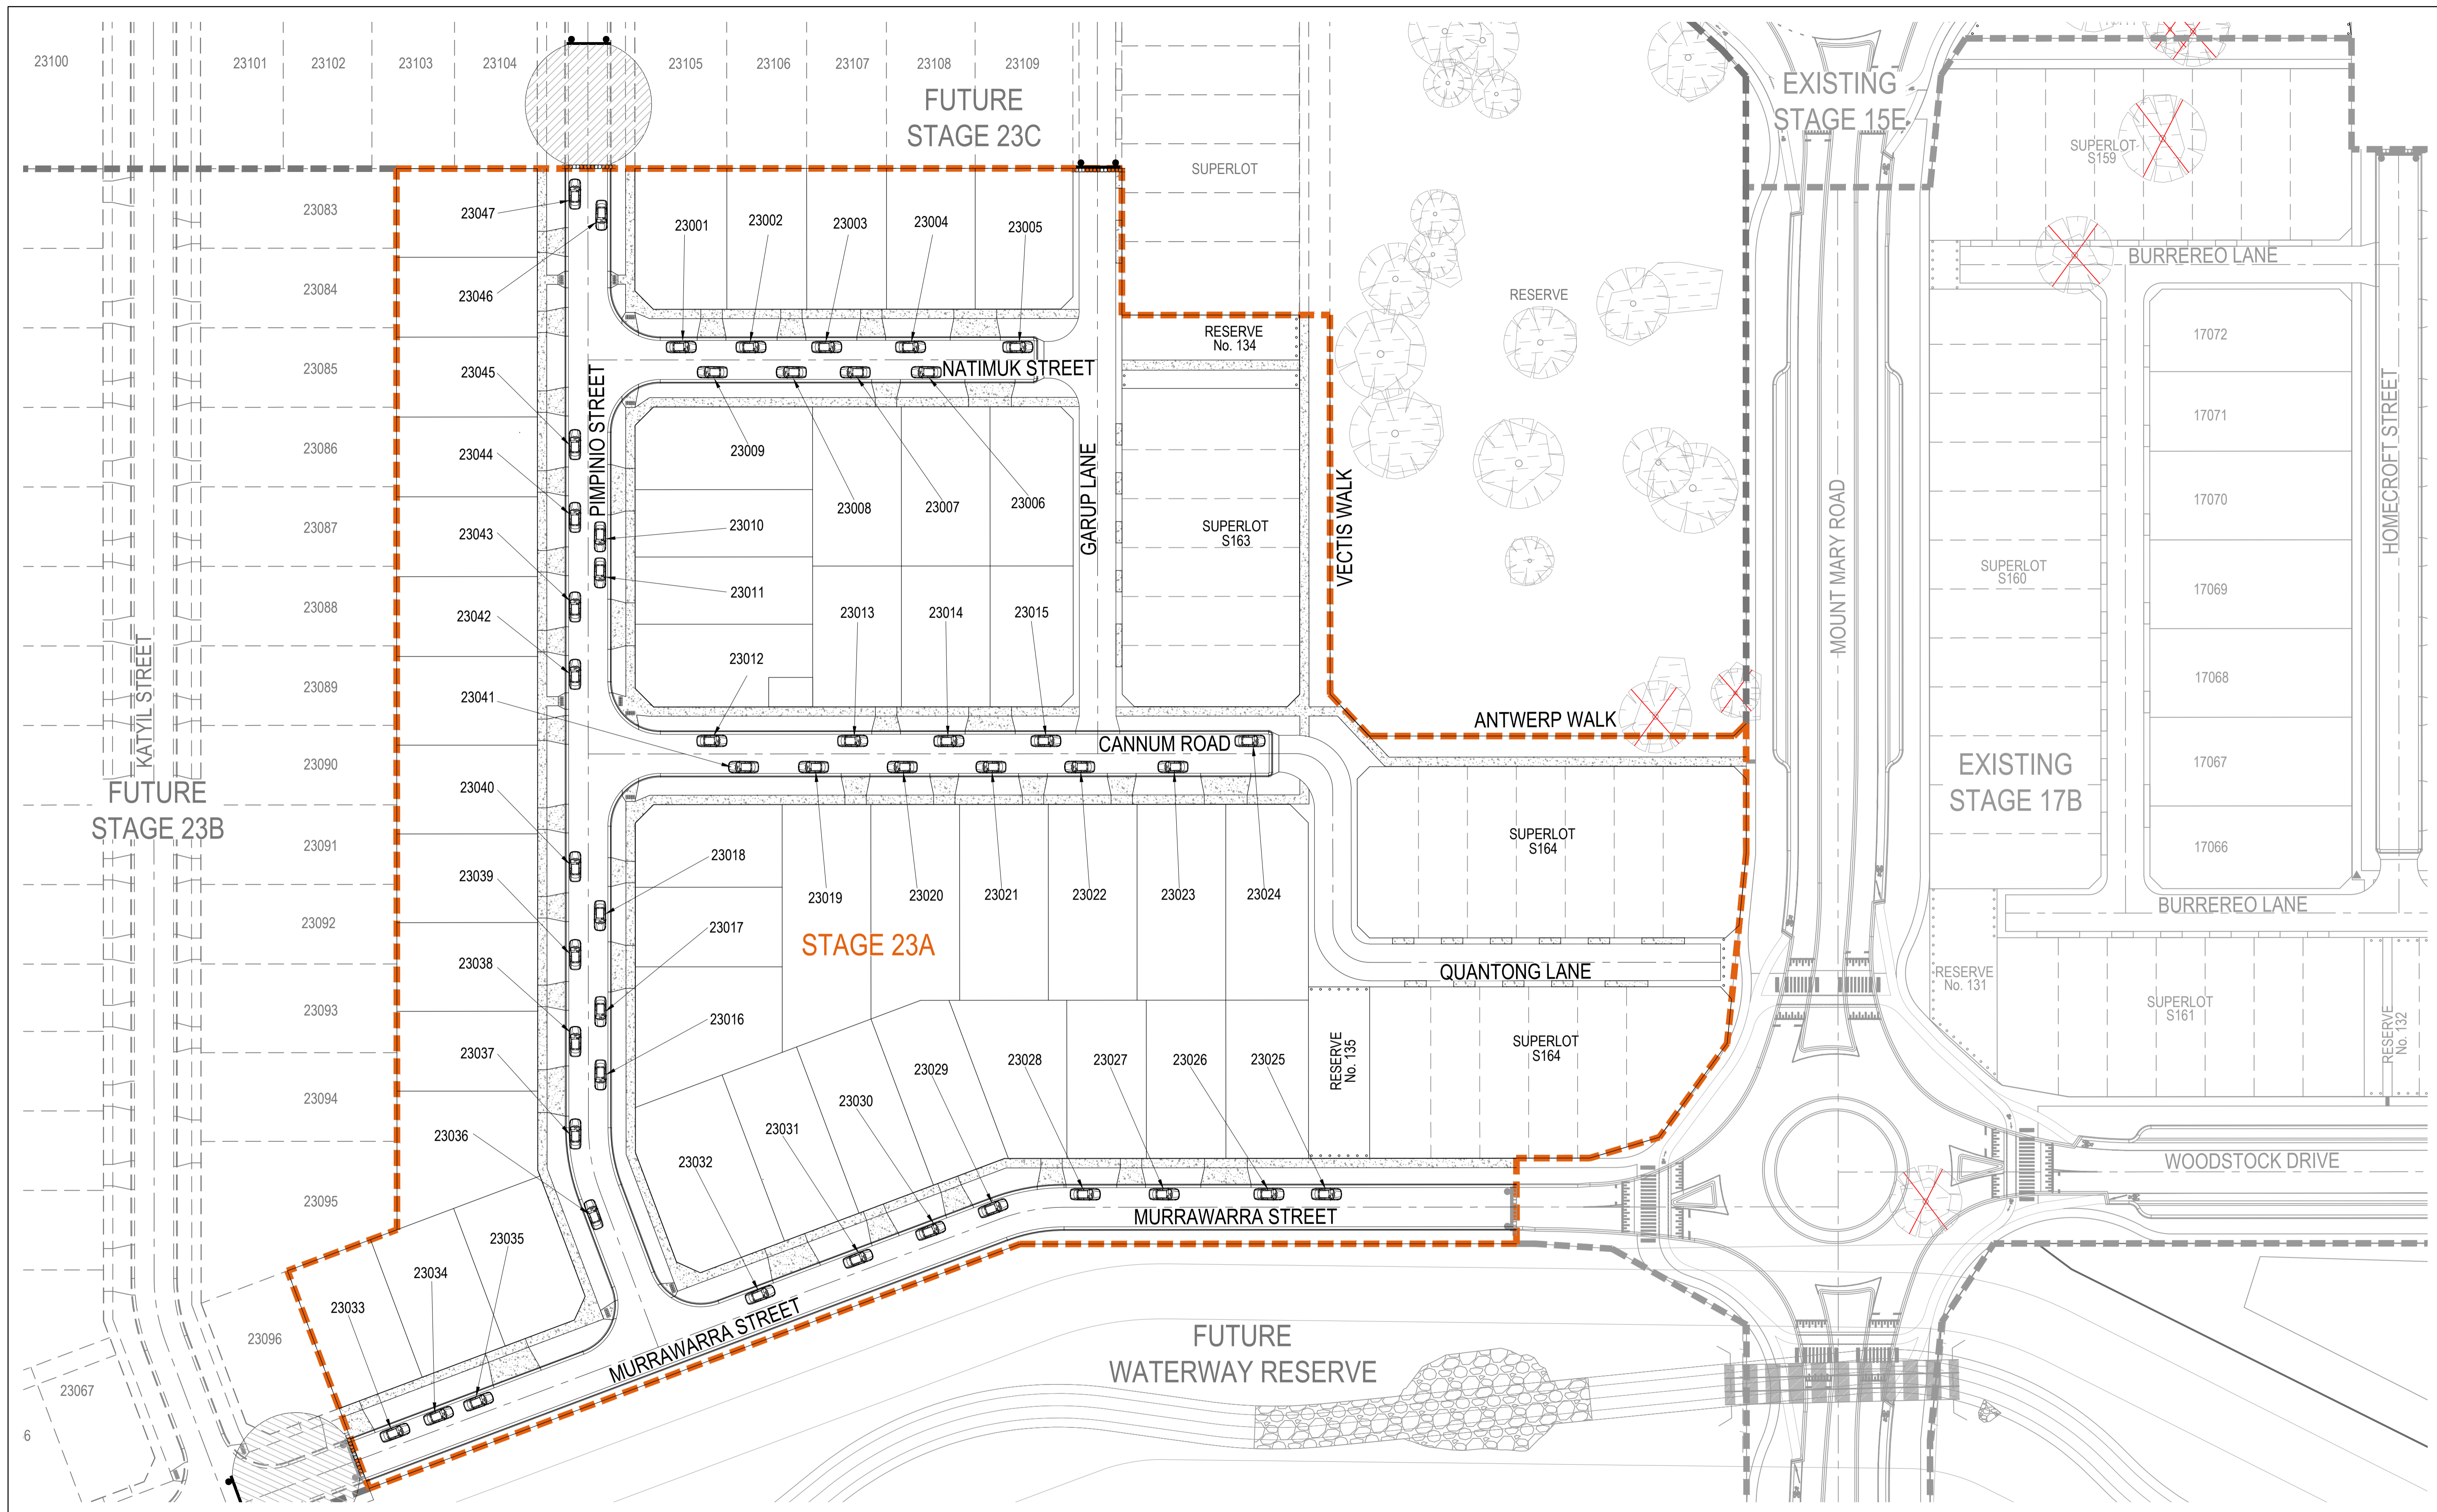 23100
23101
23102
23103
23104
23105
23106
23107
23108
23109
FUTURE
STAGE 23C
EXISTING
STAGE 15E
SUPERLOT
S159
SUPERLOT
23083
23047
23001
23002
23003
23004
23005
BURREREO LANE
23084
23046
RESERVE
RESERVE
No. 134
17072
23085
23045
PIMPINIO STREET
NATIMUK STREET
HOMECROFT STREET
17071
23086
23044
23009
23008
23007
23006
GARUP LANE
VECTIS WALK
MOUNT MARY ROAD
17070
23087
23043
23010
SUPERLOT
S163
SUPERLOT
S160
17069
23088
23042
23011
23013
23014
23015
KATYIL STREET
23089
23041
23012
17068
ANTWERP WALK
CANNUM ROAD
23090
17067
FUTURE
STAGE 23B
23040
EXISTING
STAGE 17B
SUPERLOT
S164
23091
23018
17066
23039
23019
23020
23021
23022
23023
23024
BURREREO LANE
23092
23017
STAGE 23A
23038
QUANTONG LANE
RESERVE
No. 131
SUPERLOT
S161
RESERVE
No. 132
23093
23016
23037
SUPERLOT
S164
RESERVE
No. 135
23028
23027
23026
23025
23029
23094
23030
23031
23036
23032
WOODSTOCK DRIVE
23095
MURRAWARRA STREET
23035
23034
23033
23096
MURRAWARRA STREET
FUTURE
WATERWAY RESERVE
23067
6